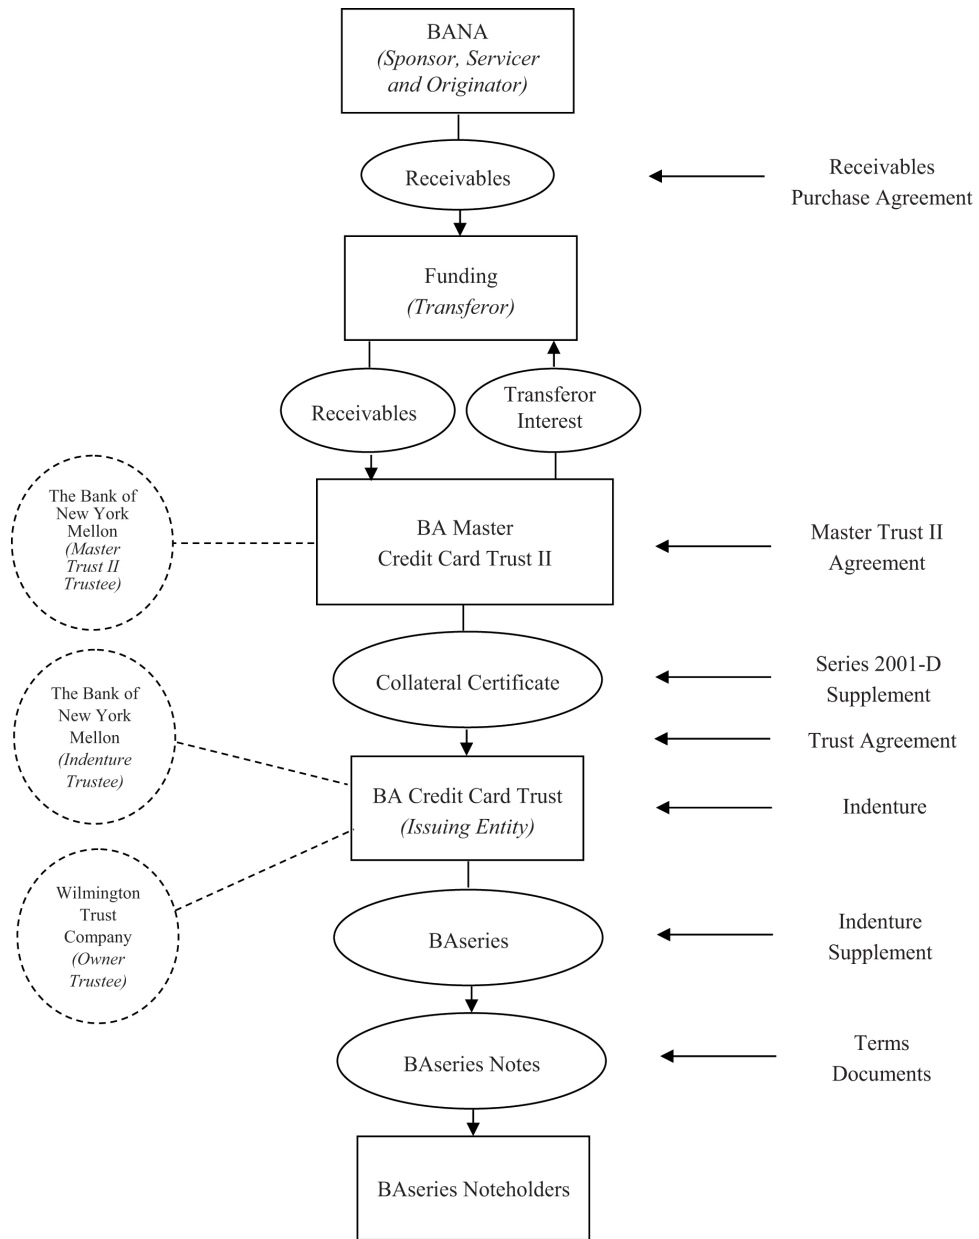 BANA
(Sponsor, Servicer
and Originator)
Receivables
Receivables
Purchase Agreement
Funding
(Transferor)
Receivables
Transferor
Interest
The Bank of
New York
Mellon
(Master
Trust II
Trustee)
BA Master
Credit Card Trust II
Master Trust II
Agreement
Collateral Certificate
Series 2001-D
Supplement
The Bank of
New York
Mellon
(Indenture
Trustee)
Trust Agreement
BA Credit Card Trust
(Issuing Entity)
Indenture
Wilmington
Trust
Company
(Owner
Trustee)
BAseries
Indenture
Supplement
BAseries Notes
Terms
Documents
BAseries Noteholders